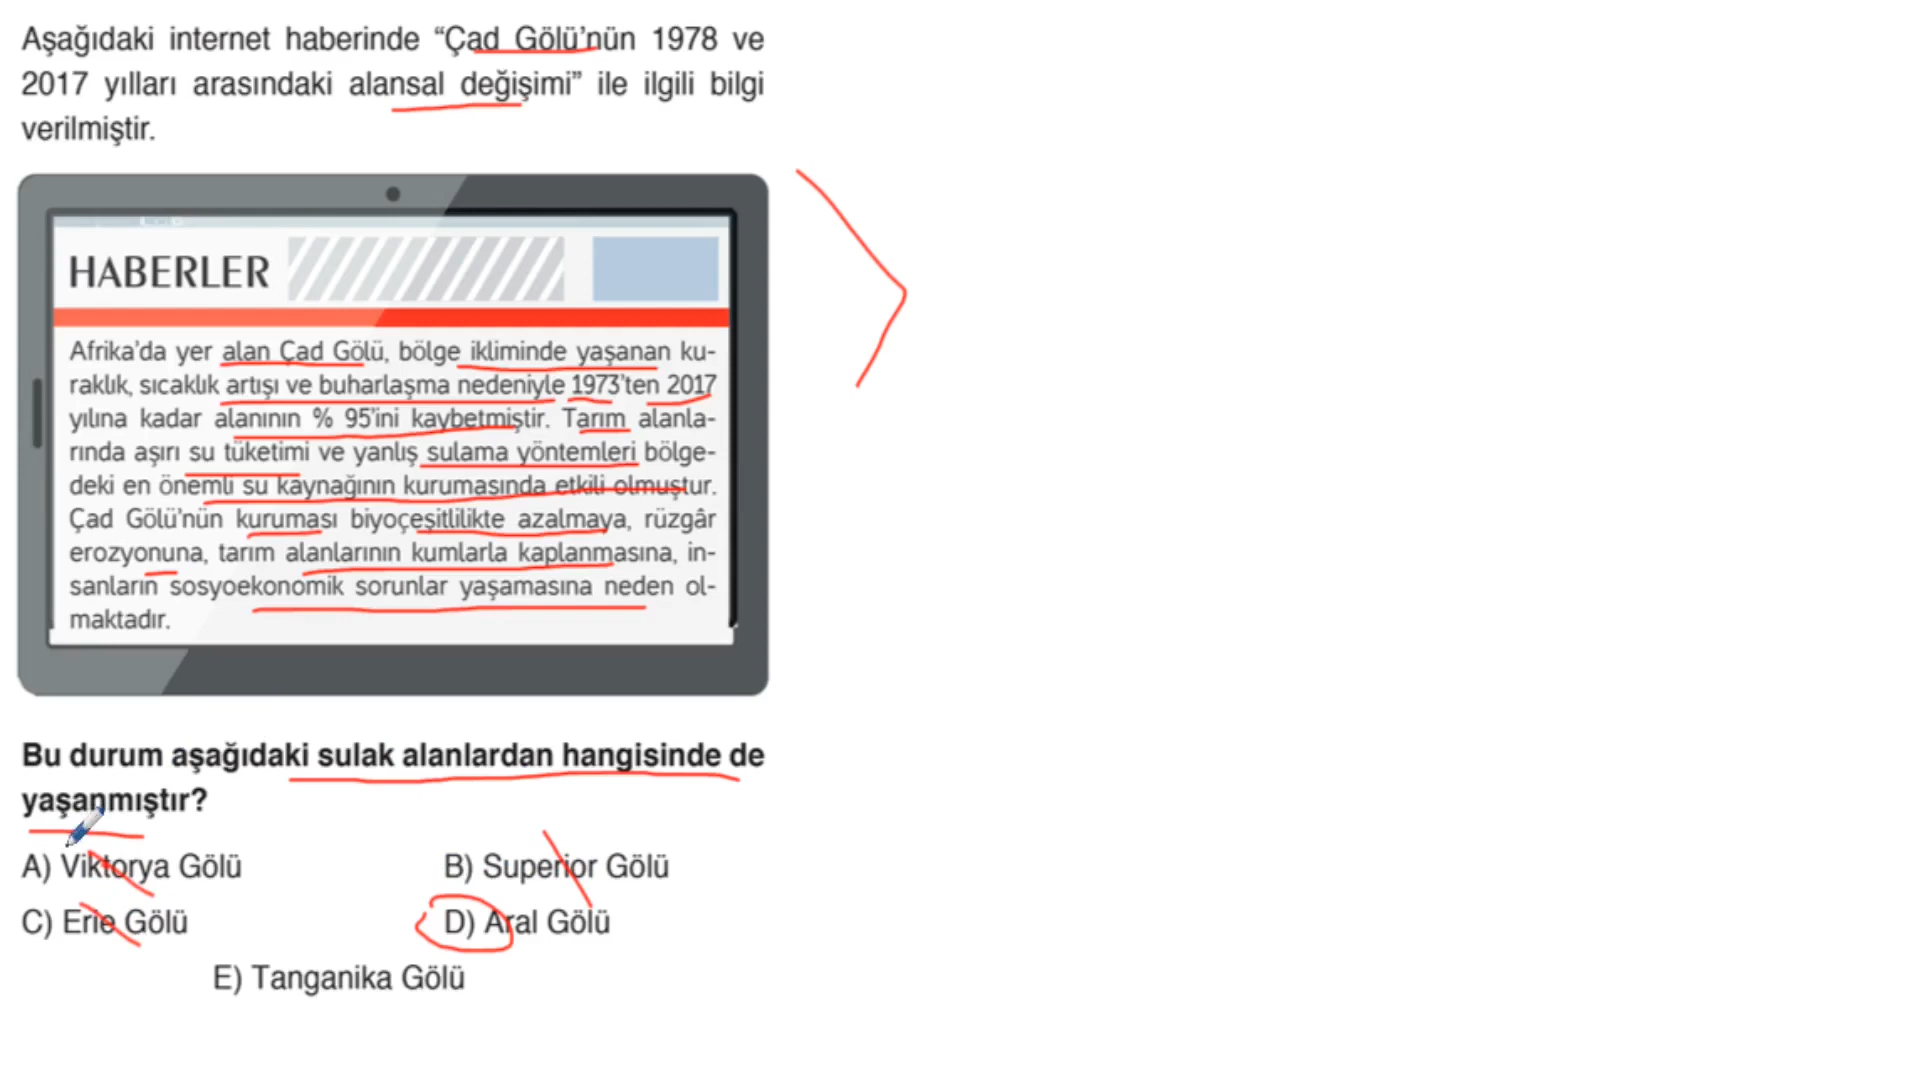 Aşağıdaki internet haberinde “Çad Gölü’nün 1978 ve
2017 yılları arasındaki alansal değişimi” ile ilgili bilgi
verilmiştir.
HABERLER
Afrika’da yer alan Çad Gölü, bölge ikliminde yaşanan ku-
raklık, sıcaklık artışı ve buharlaşma nedeniyle 1973’ten 2017
yılına kadar alanının % 95’ini kaybetmiştir. Tarım alanla-
rında aşırı su tüketimi ve yanlış sulama yöntemleri bölge-
deki en önemli su kaynağının kurumasında etkili olmuştur.
Çad Gölü’nün kuruması biyoçeşitlilikte azalmaya, rüzgâr
erozyonuna, tarım alanlarının kumlarla kaplanmasına, in-
sanların sosyoekonomik sorunlar yaşamasına neden ol-
maktadır.
Bu durum aşağıdaki sulak alanlardan hangisinde de
yaşanmıştır?
A) Viktorya Gölü B) Superior Gölü
C) Erie Gölü D) Aral Gölü
E) Tanganika Gölü